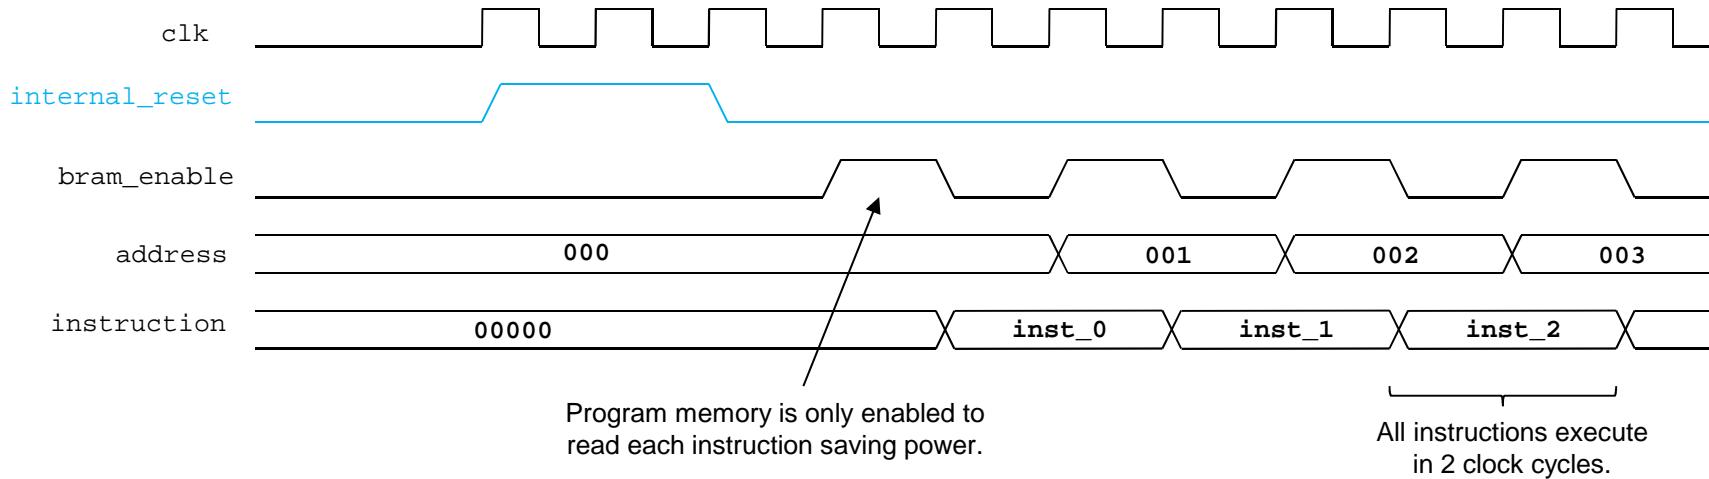 clk
internal_reset
bram_enable
address 000 001 002 003
instruction 00000 inst_0 inst_1 inst_2
Program memory is only enabled to
read each instruction saving power.
All instructions execute
in 2 clock cycles.